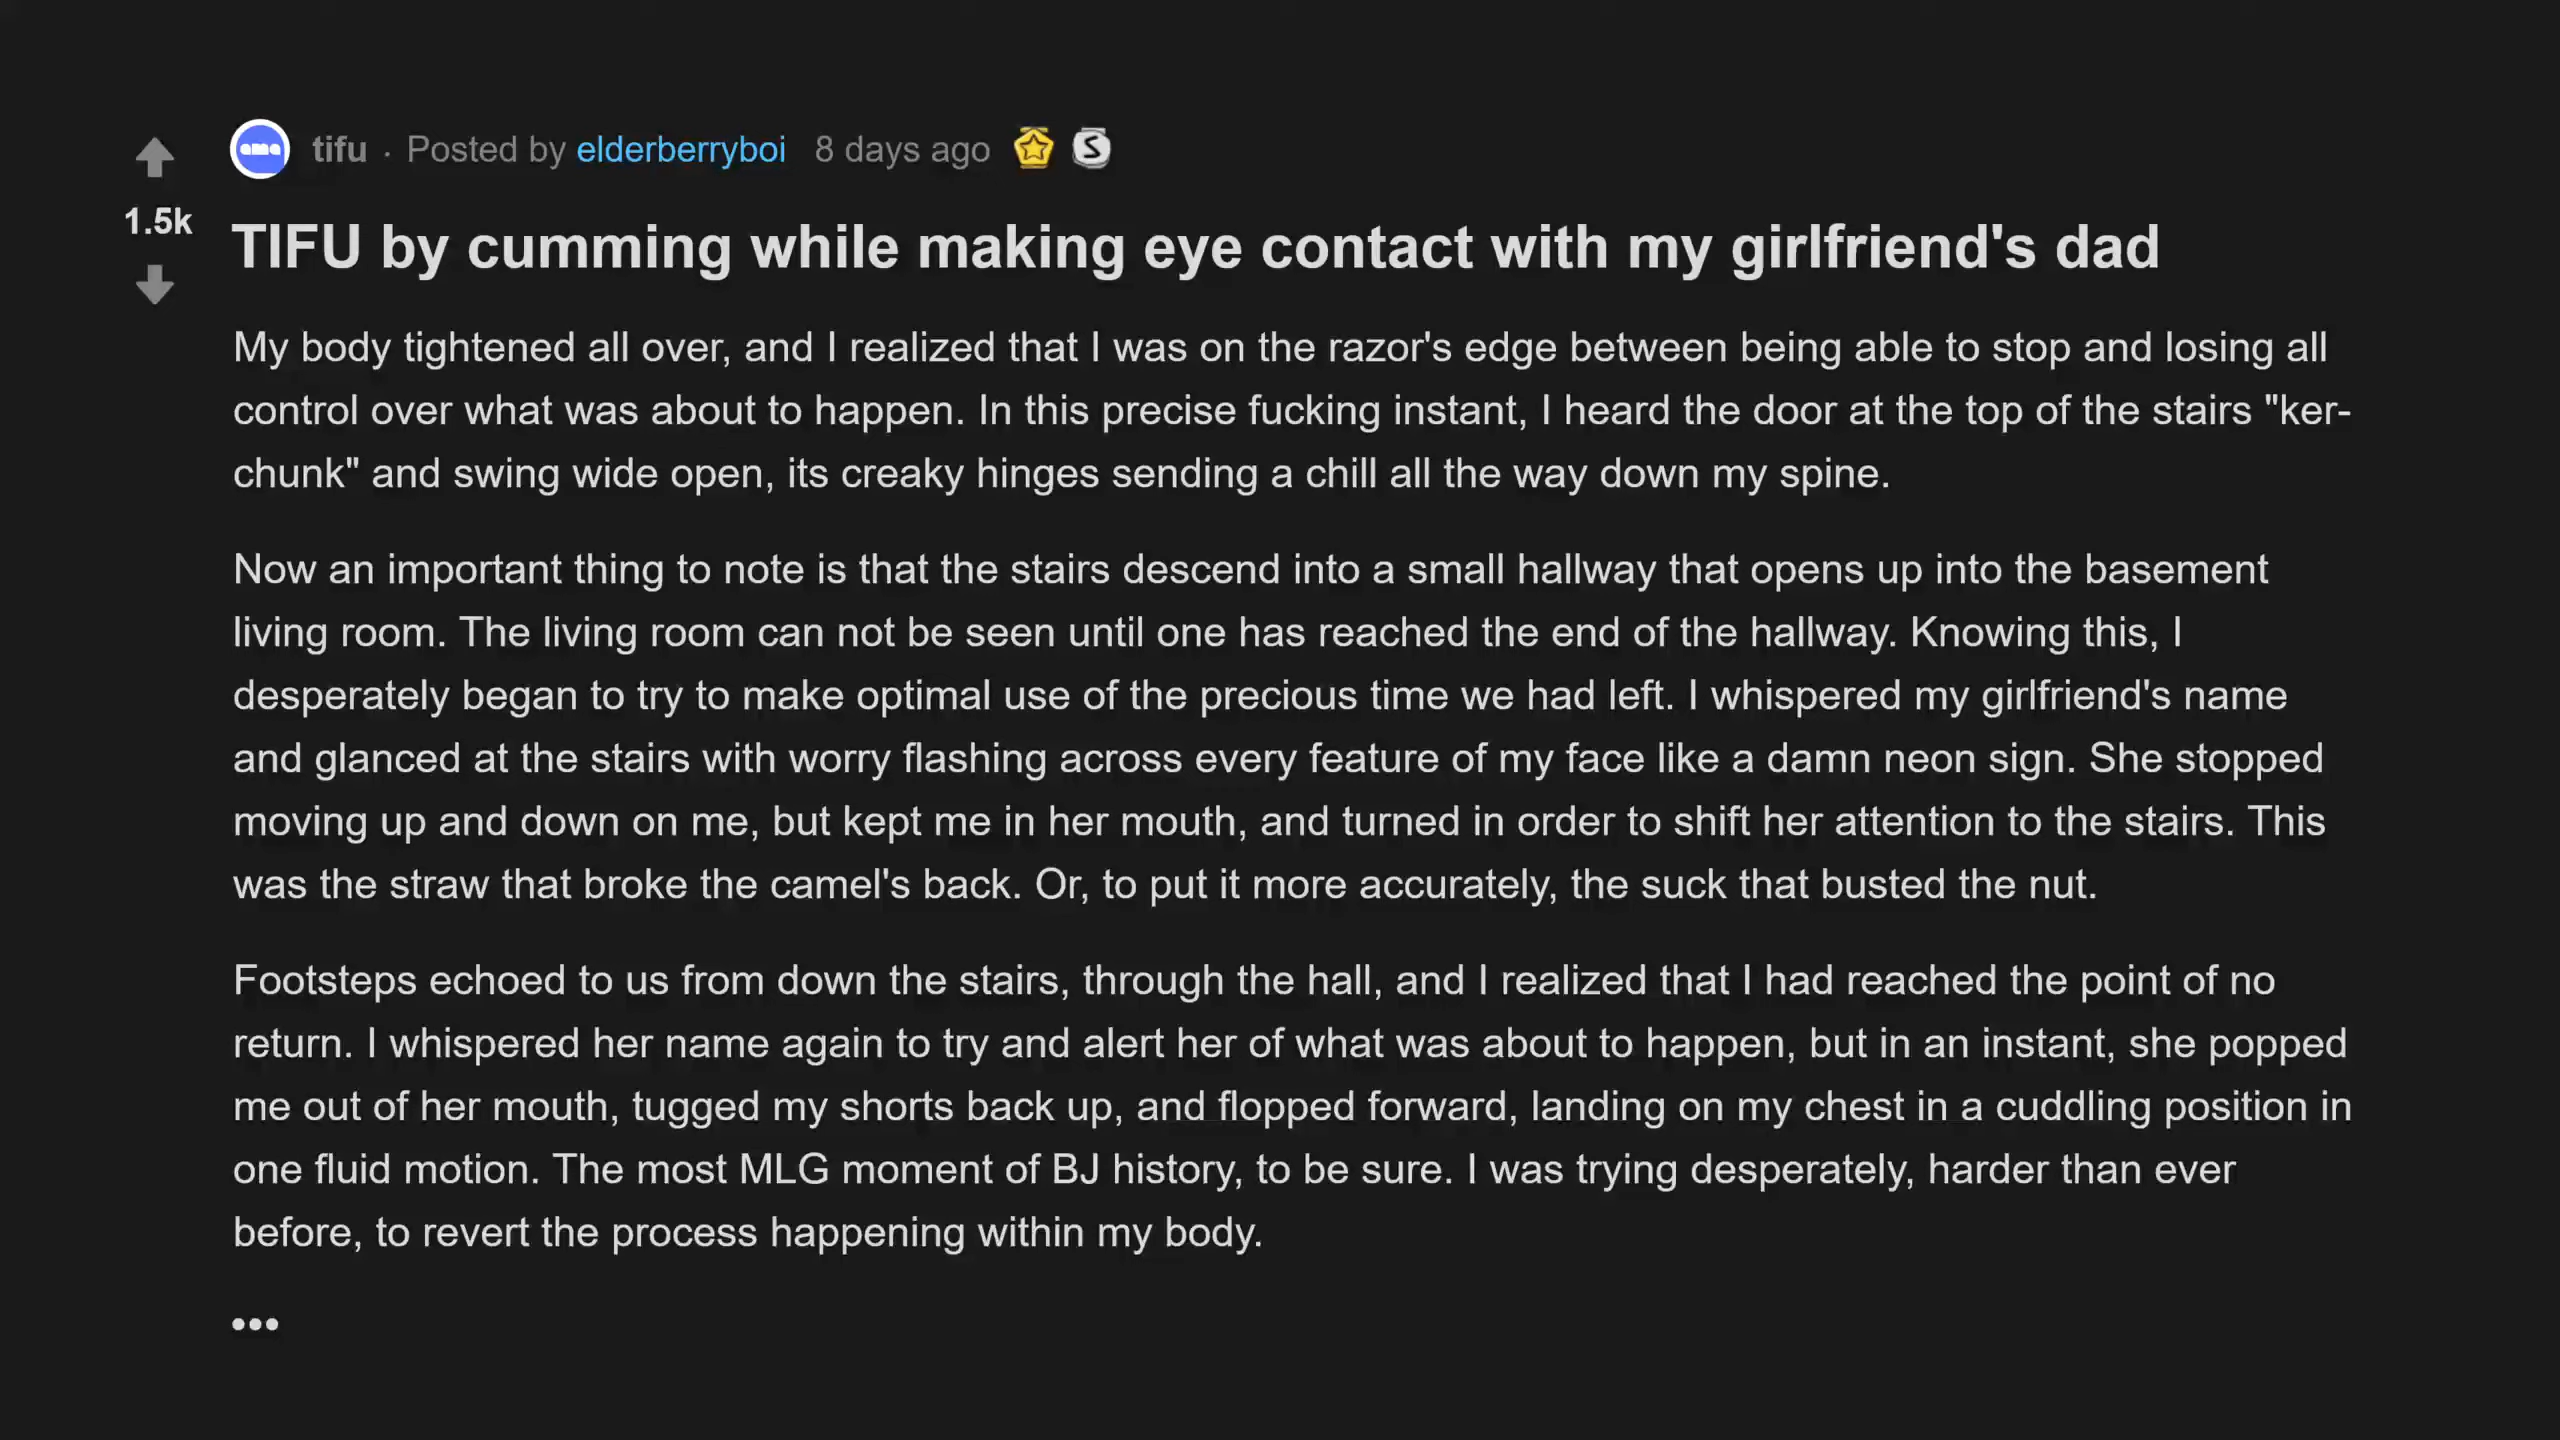 tifu · Posted by elderberryboi 8 days ago
1.5k
TIFU by cumming while making eye contact with my girlfriend's dad
My body tightened all over, and I realized that I was on the razor's edge between being able to stop and losing all
control over what was about to happen. In this precise fucking instant, I heard the door at the top of the stairs "ker-
chunk" and swing wide open, its creaky hinges sending a chill all the way down my spine.
Now an important thing to note is that the stairs descend into a small hallway that opens up into the basement
living room. The living room can not be seen until one has reached the end of the hallway. Knowing this, I
desperately began to try to make optimal use of the precious time we had left. I whispered my girlfriend's name
and glanced at the stairs with worry flashing across every feature of my face like a damn neon sign. She stopped
moving up and down on me, but kept me in her mouth, and turned in order to shift her attention to the stairs. This
was the straw that broke the camel's back. Or, to put it more accurately, the suck that busted the nut.
Footsteps echoed to us from down the stairs, through the hall, and I realized that I had reached the point of no
return. I whispered her name again to try and alert her of what was about to happen, but in an instant, she popped
me out of her mouth, tugged my shorts back up, and flopped forward, landing on my chest in a cuddling position in
one fluid motion. The most MLG moment of BJ history, to be sure. I was trying desperately, harder than ever
before, to revert the process happening within my body.
•••